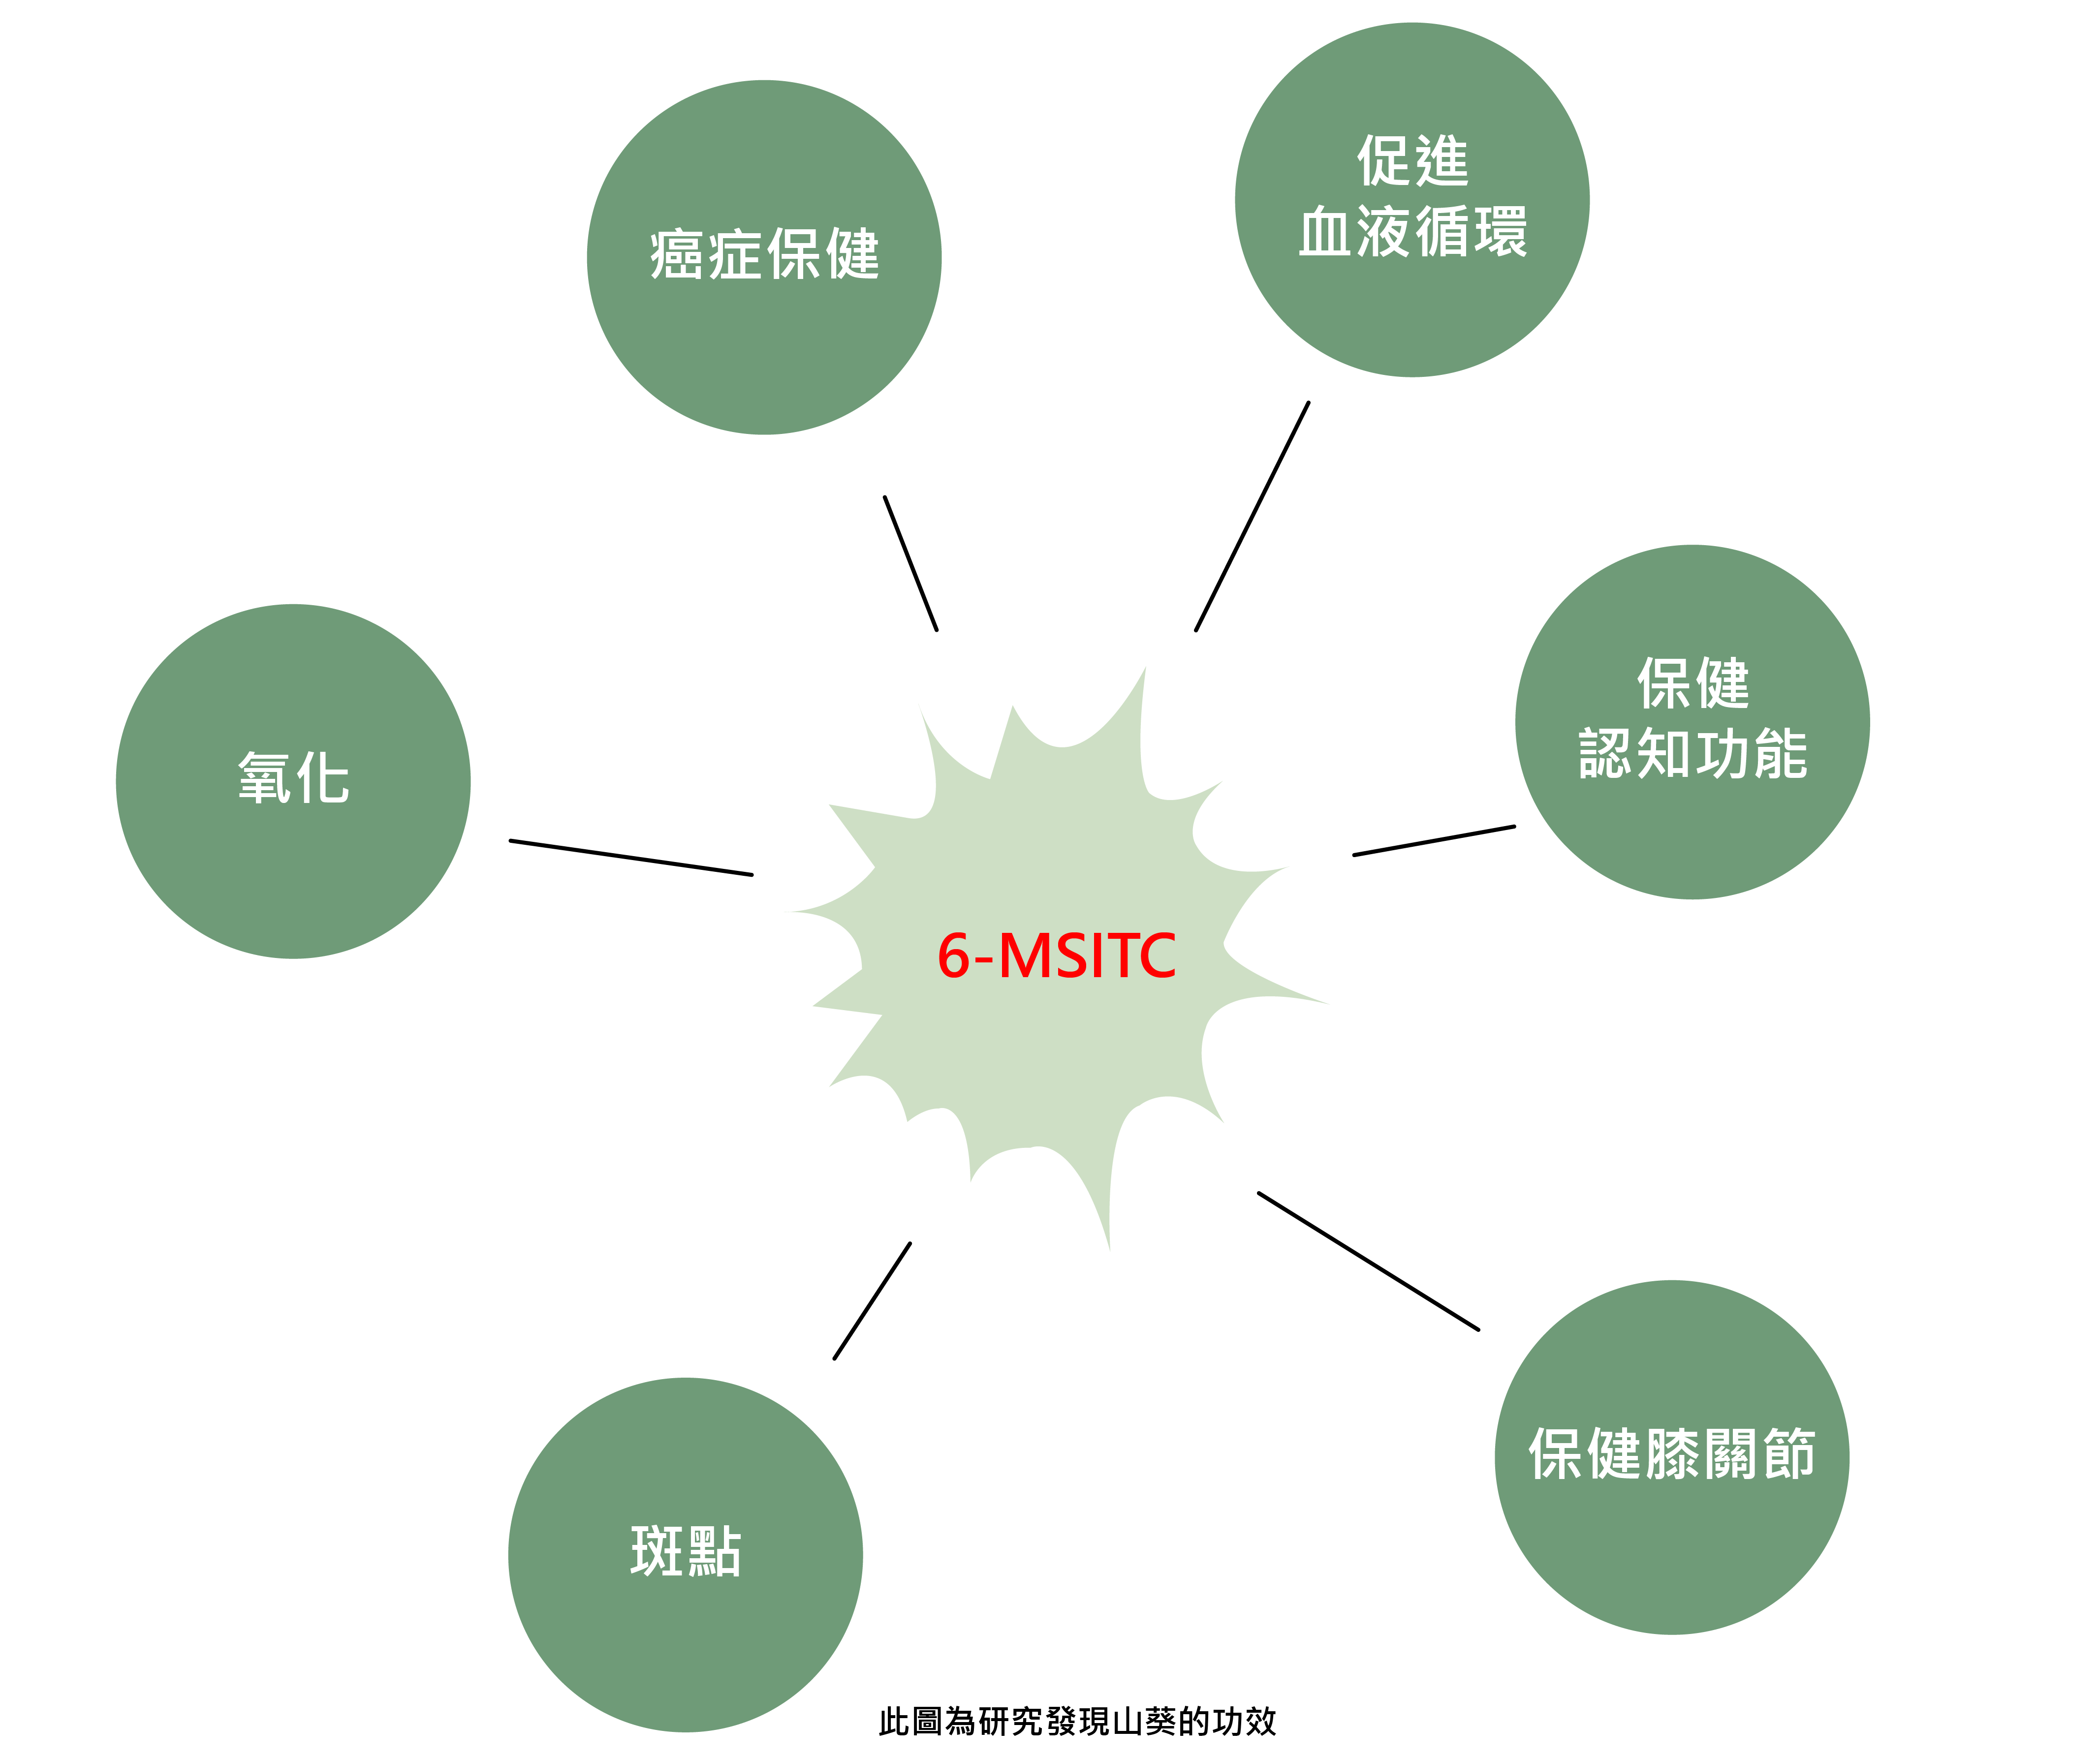 促進
血液循環
癌症保健
保健
認知功能
氧化
6-MSITC
保健膝關節
斑點
此圖為研究發現山葵的功效